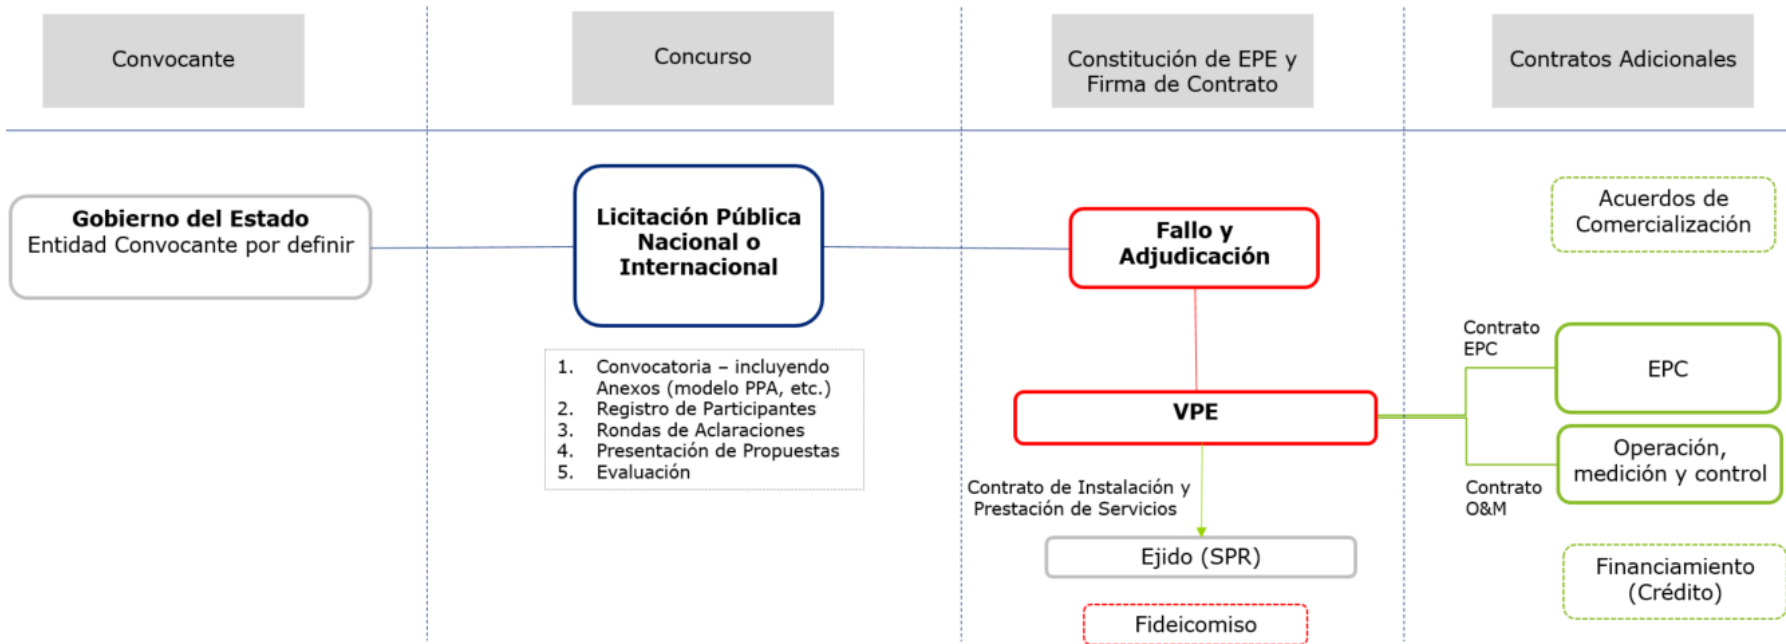 Convocante
Concurso
Constitución de EPE y
Firma de Contrato
Contratos Adicionales
Gobierno del Estado
Entidad Convocante por definir
Licitación Pública
Nacional o
Internacional
1. Convocatoria – incluyendo
Anexos (modelo PPA, etc.)
2. Registro de Participantes
3. Rondas de Aclaraciones
4. Presentación de Propuestas
5. Evaluación
Fallo y
Adjudicación
VPE
Contrato de Instalación y
Prestación de Servicios
Ejido (SPR)
Fideicomiso
Acuerdos de
Comercialización
Contrato
EPC
EPC
Operación,
medición y control
Contrato
O&M
Financiamiento
(Crédito)